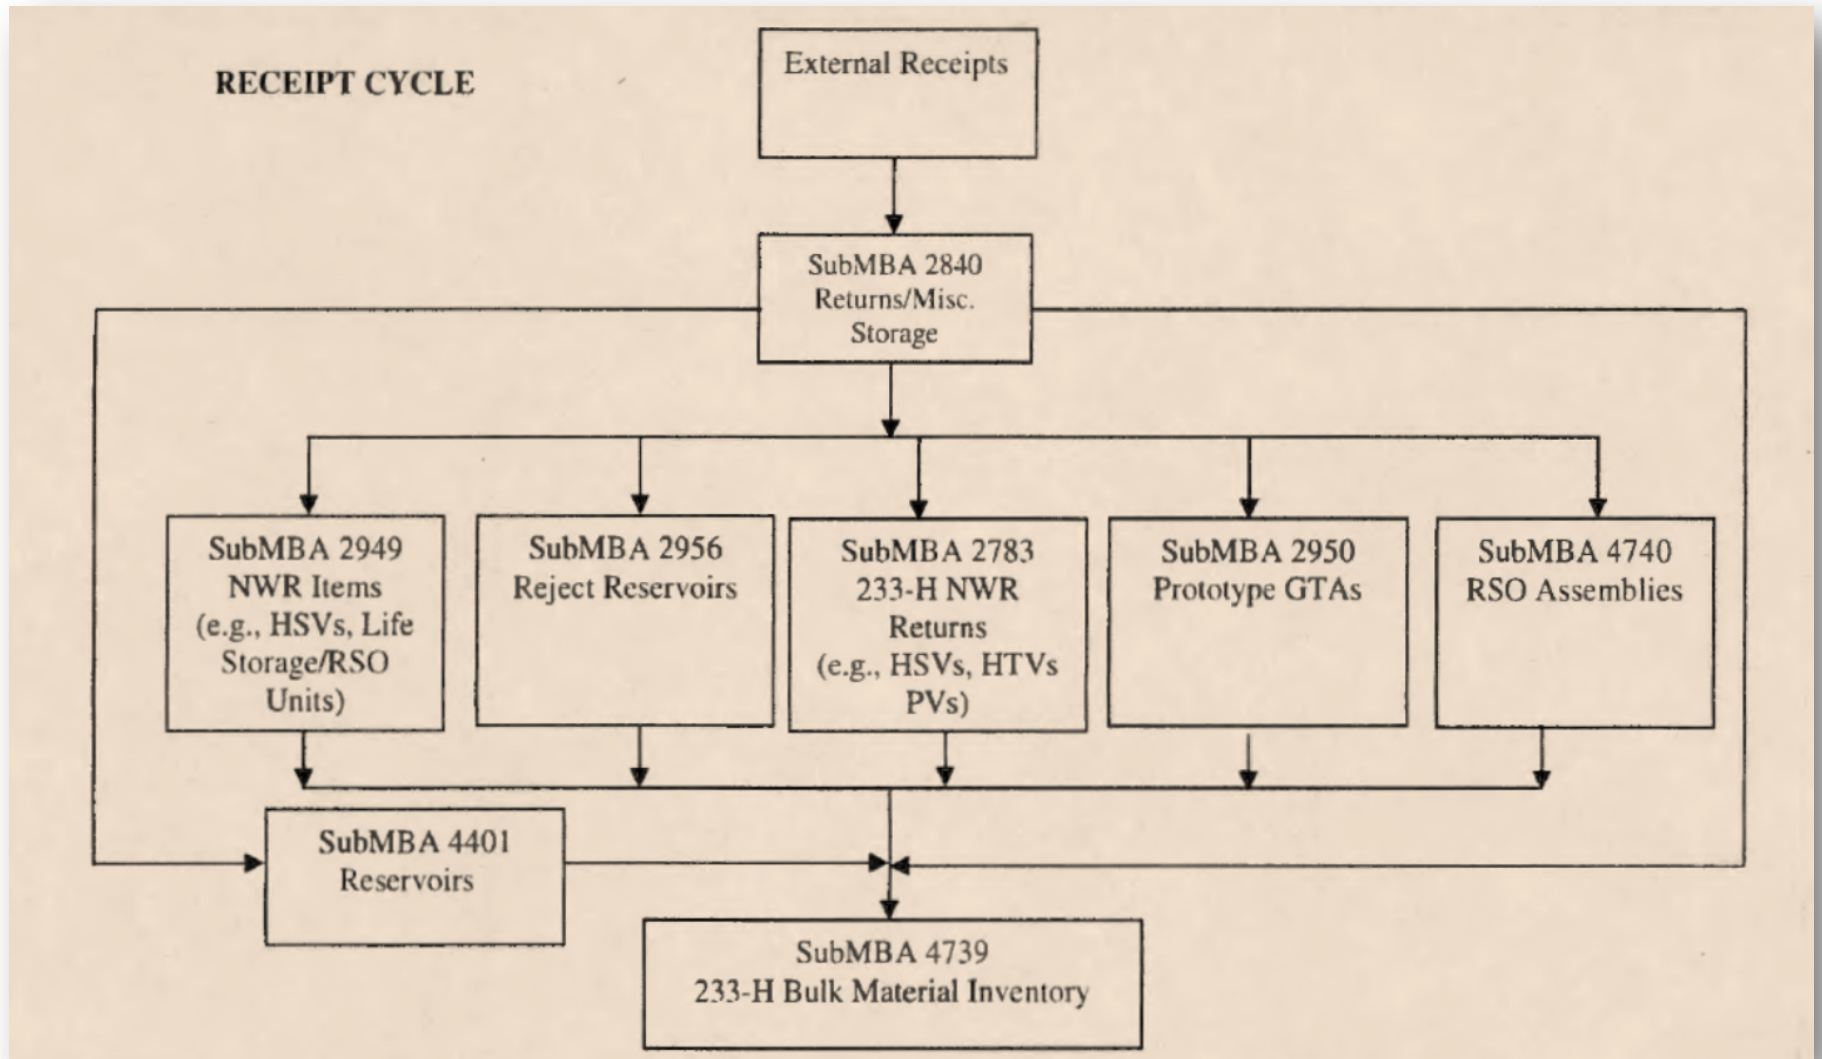 RECEIPT CYCLE
External Receipts
SubMBA 2840
Returns/Misc.
Storage
SubMBA 2949
NWR Items
(e.g., HSVs, Life
Storage/RSO
Units)
SubMBA 2956
Reject Reservoirs
SubMBA 2783
233-H NWR
Returns
(e.g., HSVs, HTVs
PVs)
SubMBA 2950
Prototype GTAs
SubMBA 4740
RSO Assemblies
SubMBA 4401
Reservoirs
SubMBA 4739
233-H Bulk Material Inventory